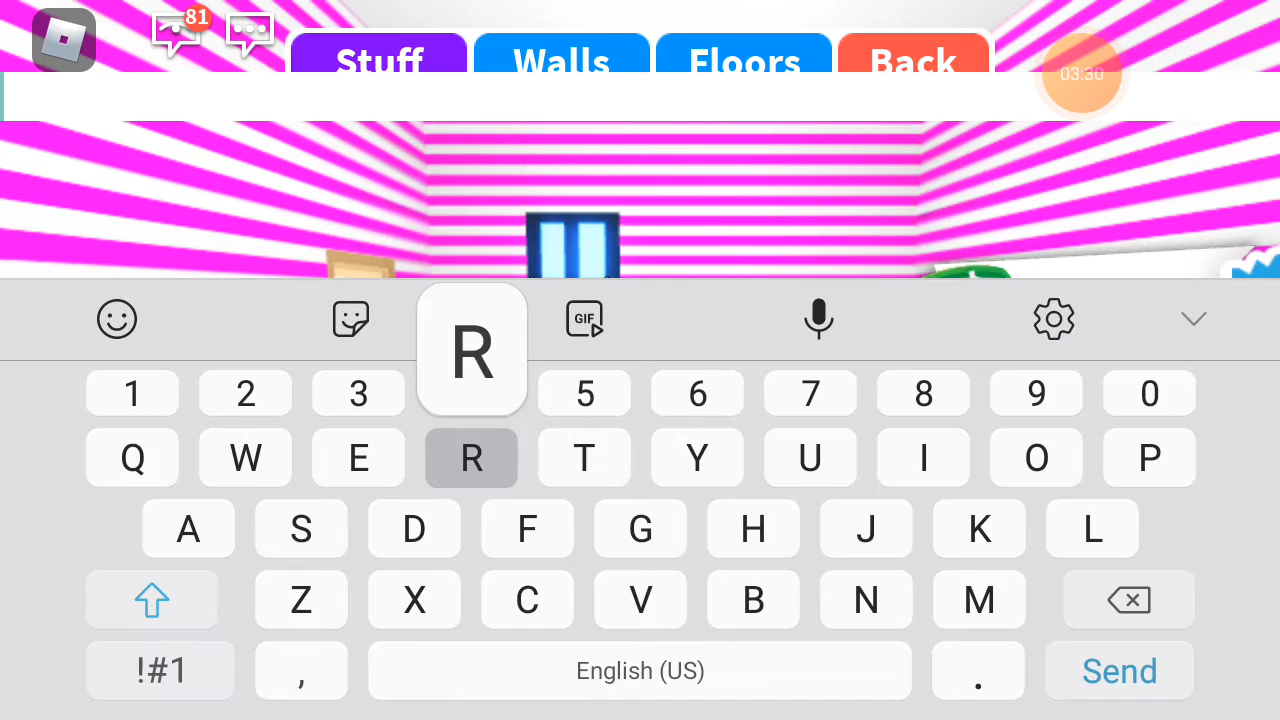 81
Stuff Walls Floors Back
03:30
R
GIF
1 2 3 5 6 7 8 9 0
Q W E R T Y U I O P
A S D F G H J K L
Z X C V B N M
!#1 , English (US) . Send